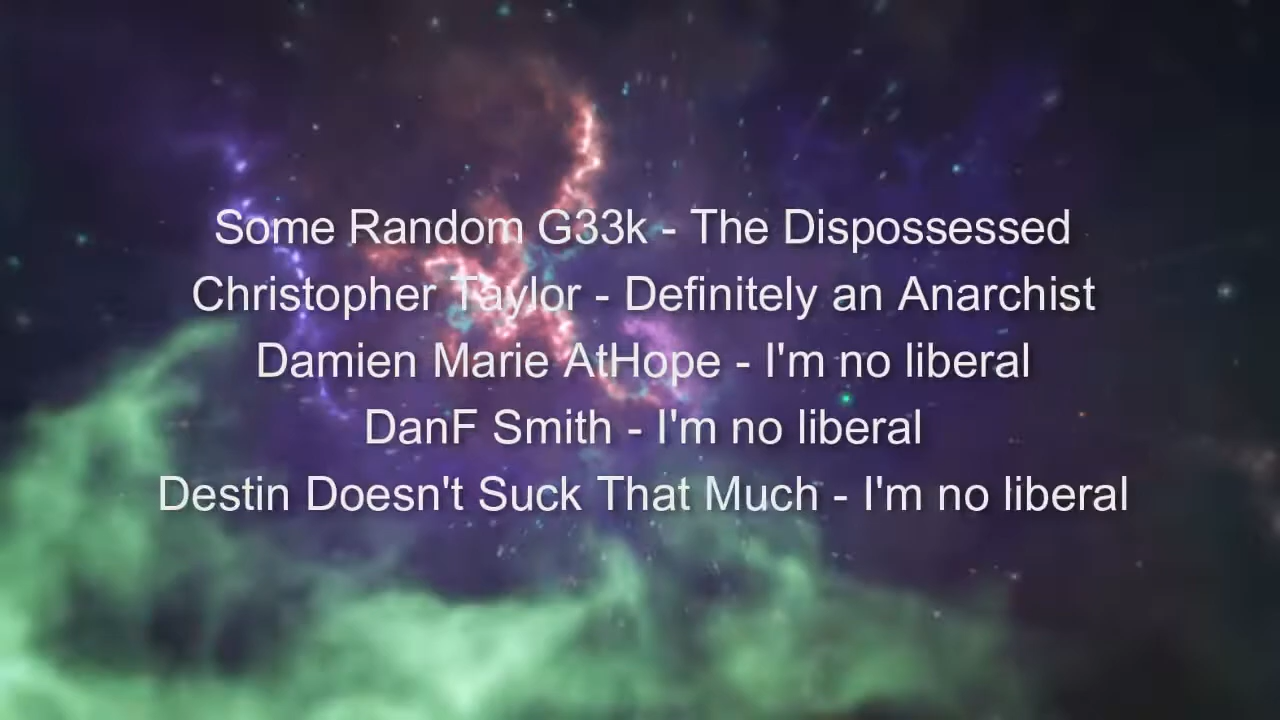 Some Random G33k - The Dispossessed
Christopher Taylor - Definitely an Anarchist
Damien Marie AtHope - I'm no liberal
DanF Smith - I'm no liberal
Destin Doesn't Suck That Much - I'm no liberal